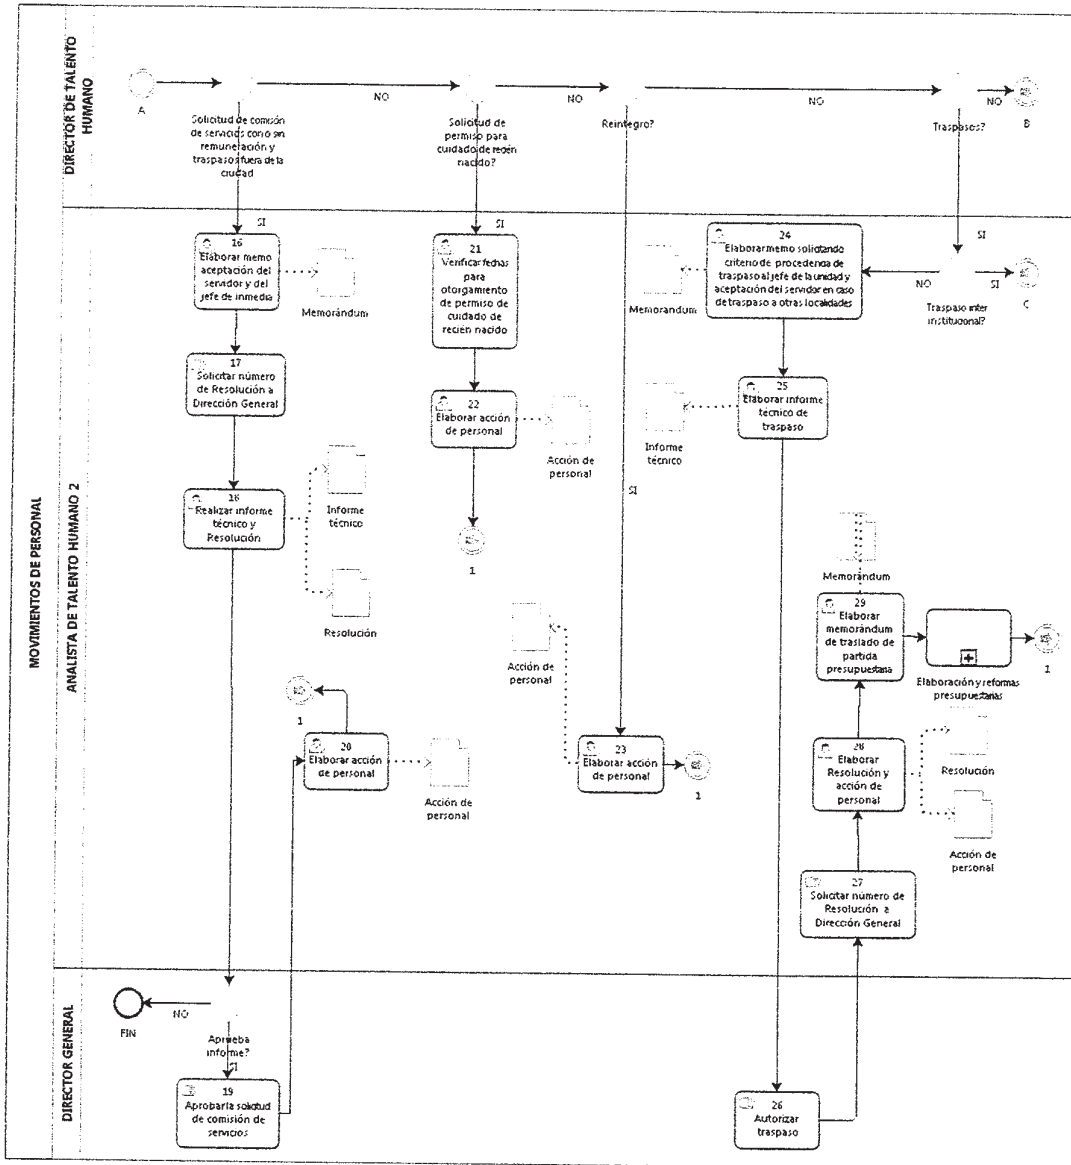 MOVIMIENTOS DE PERSONAL
DIRECTOR DE TALENTO
HUMANO
A
Solicitud de comisión
de servicios con o sin
remuneración y
traspasos fuera de la
ciudad
NO
Solicitud de
permiso para
cuidado de recién
nacido?
NO
Reintegro?
NO
Traspasos?
NO
B
SI
SI
SI
ANALISTA DE TALENTO HUMANO 2
16
Elaborar memo
aceptación del
servidor y del
jefe de inmedia
Memorándum
17
Solicitar número
de Resolución a
Dirección General
18
Realizar informe
técnico y
Resolución
Informe
técnico
Resolución
21
Verificar fechas
para
otorgamiento
de permiso de
cuidado de
recién nacido
22
Elaborar acción
de personal
Acción de
personal
1
SI
24
Elaborar memo solicitando
criterio de procedencia de
traspaso al jefe de la unidad y
aceptación del servidor en caso
de traspaso a otras localidades
Memorandum
NO
SI
Traspaso inter
institucional?
C
25
Elaborar informe
técnico de
traspaso
Informe
técnico
Memorándum
29
Elaborar
memorándum
de traslado de
partida
presupuestaria
Elaboración y reformas
presupuestarias
1
Acción de
personal
1
20
Elaborar acción
de personal
Acción de
personal
23
Elaborar acción
de personal
1
28
Elaborar
Resolución y
acción de
personal
Resolución
Acción de
personal
27
Solicitar número de
Resolución a
Dirección General
DIRECTOR GENERAL
FIN
NO
Aprueba
informe?
SI
19
Aprobar la solicitud
de comisión de
servicios
26
Autorizar
traspaso